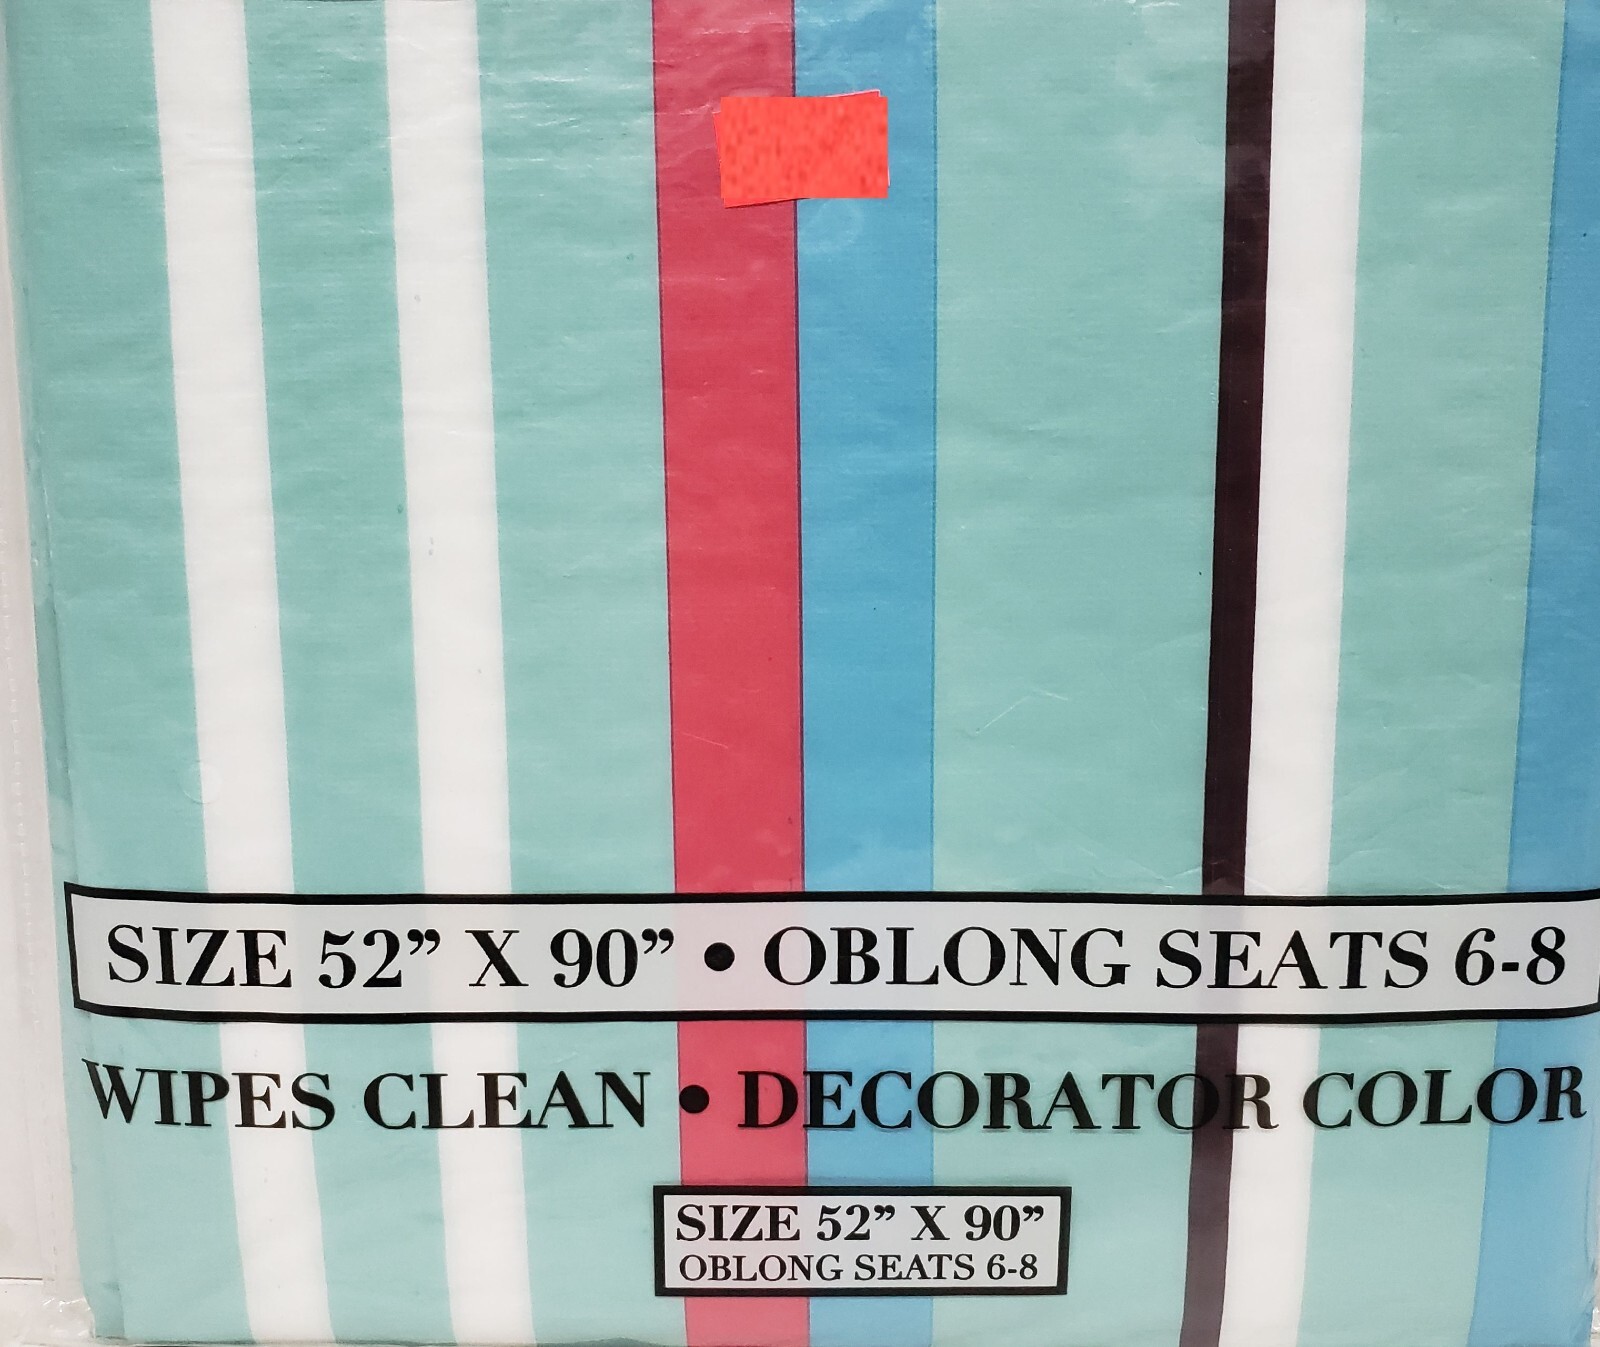 SIZE 52” X 90” • OBLONG SEATS 6-8
WIPES CLEAN • DECORATOR COLOR
SIZE 52” X 90”
OBLONG SEATS 6-8